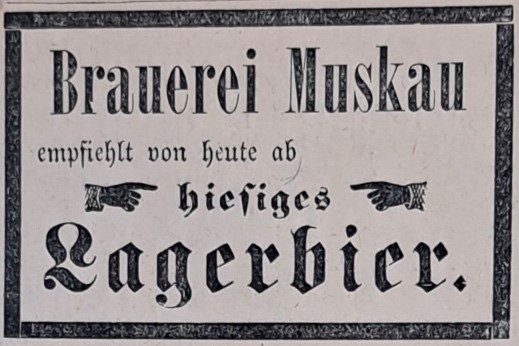 Brauerei Muskau
empfiehlt von heute ab
hiesiges
Lagerbier.